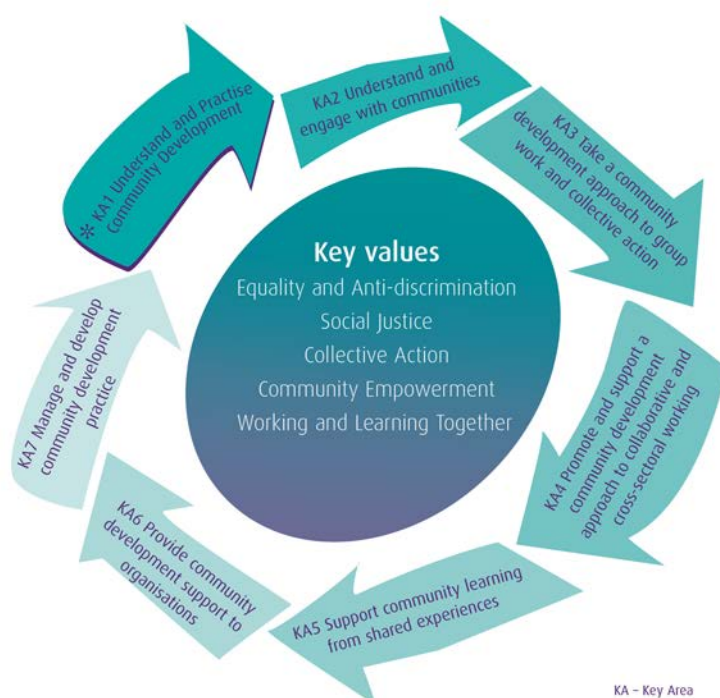 * KA1 Understand and Practise
Community Development
KA2 Understand and
engage with communities
KA3 Take a community
development approach to group
work and collective action
KA4 Promote and support a
community development
approach to collaborative and
cross-sectoral working
KA5 Support community learning
from shared experiences
KA6 Provide community
development support to
organisations
KA7 Manage and develop
community development
practice
Key values
Equality and Anti-discrimination
Social Justice
Collective Action
Community Empowerment
Working and Learning Together
KA – Key Area